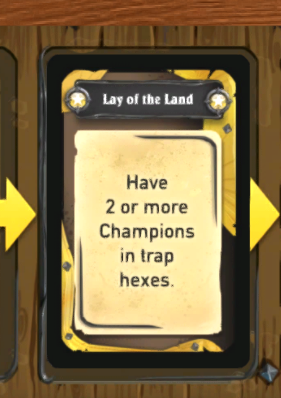 Lay of the Land
Have
2 or more
Champions
in trap
hexes.